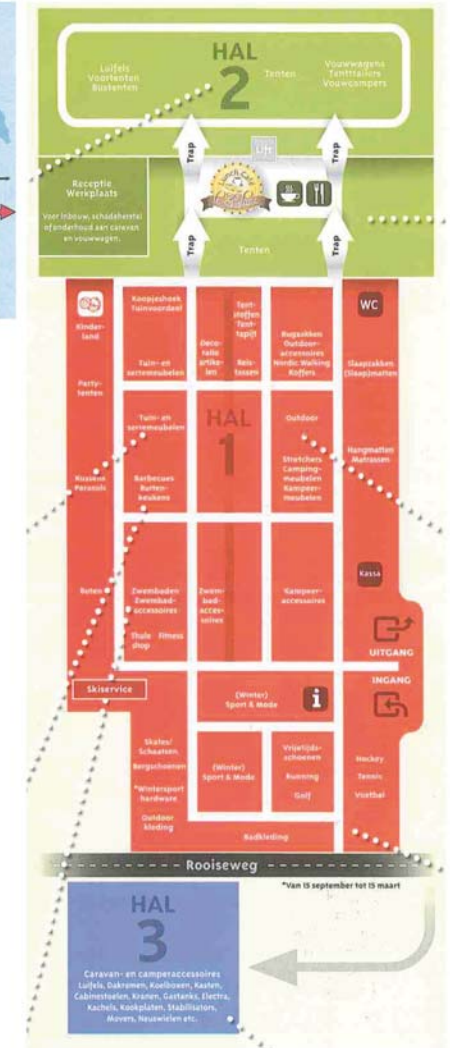 Luifels
Voortenten
Bustenten
HAL
2
Tenten
Vouwwagens
Tenttrailers
Vouwcampers
Trap
Lift
Trap
Receptie
Werkplaats
Voor inbouw, schadeherstel
of onderhoud aan caravan
en vouwwagen.
Trap
Tenten
Trap
Kinder-
land
Party-
tenten
Kussens
Parasols
Boten
Koopjeshoek
Tuinvoordeel
Tuin- en
serremeubelen
Deco-
ratie
artike-
len
Tent-
stoffen
Tent-
tapijt
Reis-
tassen
Rugzakken
Outdoor-
accessoires
Nordic Walking
Koffers
WC
Slaapzakken
(Slaap)matten
Tuin- en
serremeubelen
Barbecues
Buiten-
keukens
HAL
1
Outdoor
Stretchers
Camping-
meubelen
Kampeer-
meubelen
Hangmatten
Matrassen
Zwembaden
Zwembad-
accessoires
Thule shop
Fitness
Zwem-
bad-
acces-
soires
Kampeer-
accessoires
Kassa
UITGANG
INGANG
Skiservice
(Winter)
Sport & Mode
i
Skates/
Schaatsen
Bergschoenen
*Wintersport
hardware
Outdoor
kleding
(Winter)
Sport & Mode
Vrijetijds-
schoenen
Running
Golf
Hockey
Tennis
Voetbal
Badkleding
Rooiseweg
*Van 15 september tot 15 maart
HAL
3
Caravan- en camperaccessoires
Luifels, Dakramen, Koelboxen, Kasten,
Cabinestoelen, Kranen, Gastanks, Electra,
Kachels, Kookplaten, Stabilisators,
Movers, Neuswielen etc.